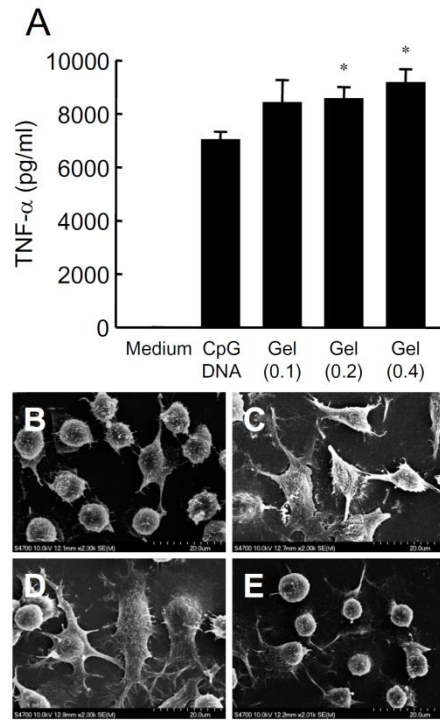 A
10000
8000
6000
4000
2000
0
TNF-α (pg/ml)
*
*
Medium CpG Gel Gel Gel
DNA (0.1) (0.2) (0.4)
B
S4700 10.0kV 12.1mm x2.00k SE(M) 20.0um
C
S4700 10.0kV 12.7mm x2.00k SE(M) 20.0um
D
S4700 10.0kV 12.8mm x2.00k SE(M) 20.0um
E
S4700 10.0kV 12.2mm x2.01k SE(M) 20.0um